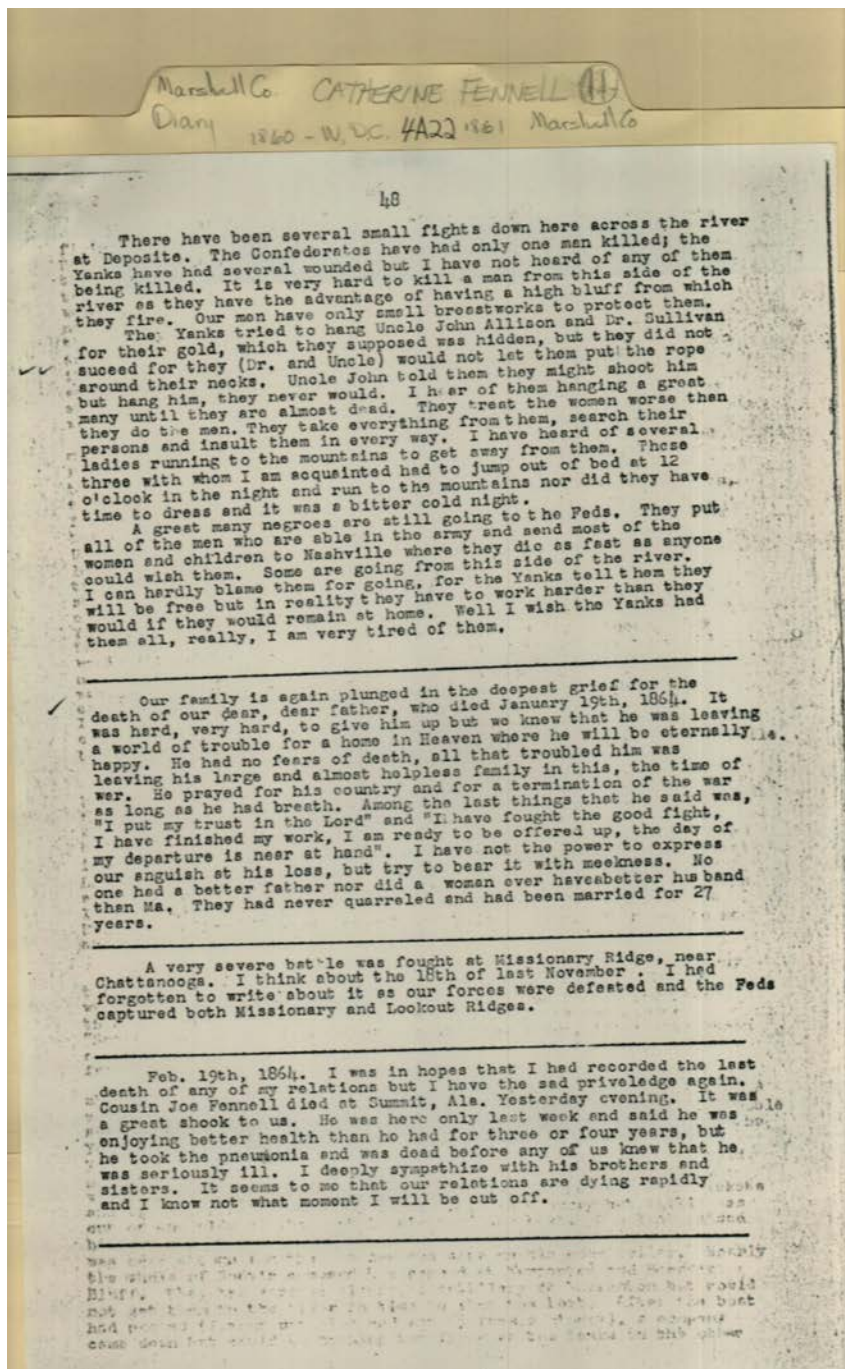 Marshall Co CATHERINE FENNELL (H)
Diary 1860 - W.D.C. 4A22 1861 Marshall Co
48
There have been several small fights down here across the river
at Deposite. The Confederates have had only one man killed; the
Yanks have had several wounded but I have not heard of any of them
being killed. It is very hard to kill a man from this side of the
river as they have the advantage of having a high bluff from which
they fire. Our men have only small breastworks to protect them.
The Yanks tried to hang Uncle John Allison and Dr. Sullivan
for their gold, which they supposed was hidden, but they did not
suceed for they (Dr. and Uncle) would not let them put the rope
around their necks. Uncle John told them they might shoot him
but hang him, they never would. I hear of them hanging a great
many until they are almost dead. They treat the women worse than
they do the men. They take everything from them, search their
persons and insult them in every way. I have heard of several
ladies running to the mountains to get away from them. These
three with whom I am acquainted had to jump out of bed at 12
o'clock in the night and run to the mountains nor did they have
time to dress and it was a bitter cold night.
A great many negroes are still going to the Feds. They put
all of the men who are able in the army and send most of the
women and children to Nashville where they die as fast as anyone
could wish them. Some are going from this side of the river.
I can hardly blame them for going, for the Yanks tell them they
will be free but in reality they have to work harder than they
would if they would remain at home. Well I wish the Yanks had
them all, really, I am very tired of them.
Our family is again plunged in the deepest grief for the
death of our dear, dear father, who died January 19th, 1864. It
was hard, very hard, to give him up but we knew that he was leaving
a world of trouble for a home in Heaven where he will be eternally
happy. He had no fears of death, all that troubled him was
leaving his large and almost helpless family in this, the time of
war. He prayed for his country and for a termination of the war
as long as he had breath. Among the last things that he said was,
"I put my trust in the Lord" and "I have fought the good fight,
I have finished my work, I am ready to be offered up, the day of
my departure is near at hand". I have not the power to express
our anguish at his loss, but try to bear it with meekness. No
one had a better father nor did a woman ever haveabetter husband
than Ma. They had never quarreled and had been married for 27
years.
A very severe battle was fought at Missionary Ridge, near
Chattanooga. I think about the 18th of last November. I had
forgotten to write about it as our forces were defeated and the Feds
captured both Missionary and Lookout Ridges.
Feb. 19th, 1864. I was in hopes that I had recorded the last
death of any of my relations but I have the sad priveledge again.
Cousin Joe Fennell died at Summit, Ala. Yesterday evening. It was
a great shook to us. He was here only last week and said he was
enjoying better health than he had for three or four years, but
he took the pneumonia and was dead before any of us knew that he
was seriously ill. I deeply sympathize with his brothers and
sisters. It seems to me that our relations are dying rapidly
and I know not what moment I will be cut off.